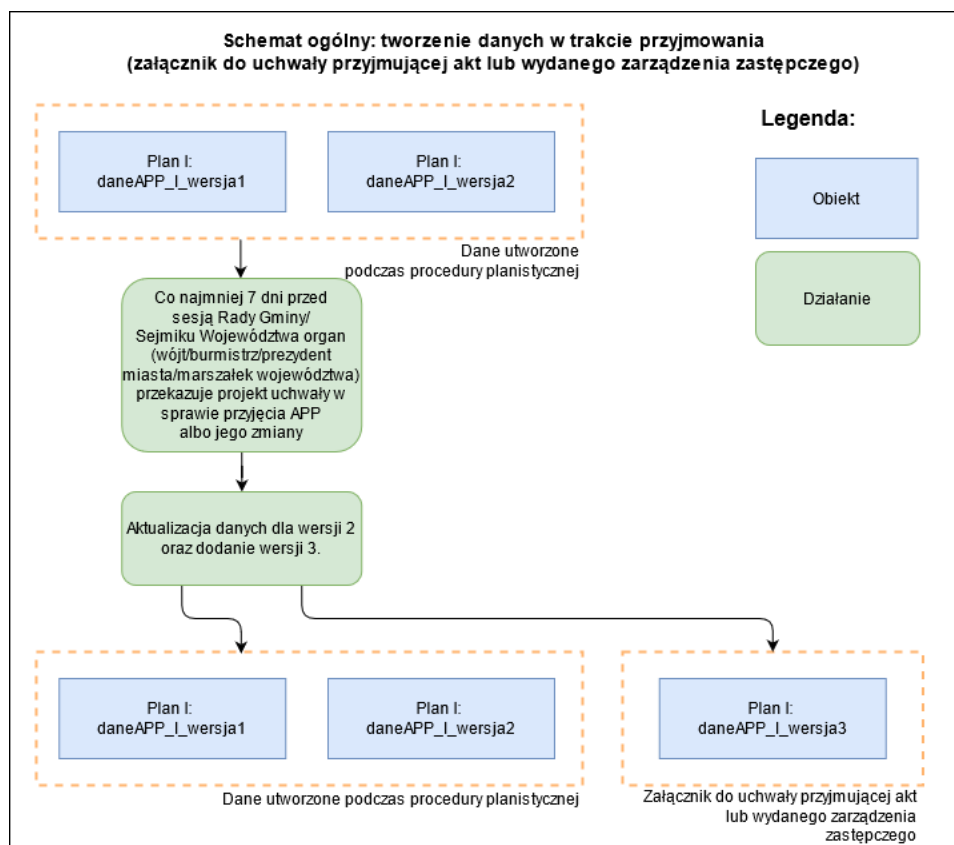 Schemat ogólny: tworzenie danych w trakcie przyjmowania
(załącznik do uchwały przyjmującej akt lub wydanego zarządzenia zastępczego)
Legenda:
Plan I:
daneAPP_I_wersja1
Plan I:
daneAPP_I_wersja2
Obiekt
Dane utworzone
podczas procedury planistycznej
Działanie
Co najmniej 7 dni przed
sesją Rady Gminy/
Sejmiku Województwa organ
(wójt/burmistrz/prezydent
miasta/marszałek województwa)
przekazuje projekt uchwały w
sprawie przyjęcia APP
albo jego zmiany
Aktualizacja danych dla wersji 2
oraz dodanie wersji 3.
Plan I:
daneAPP_I_wersja1
Plan I:
daneAPP_I_wersja2
Plan I:
daneAPP_I_wersja3
Dane utworzone podczas procedury planistycznej
Załącznik do uchwały przyjmującej akt
lub wydanego zarządzenia
zastępczego